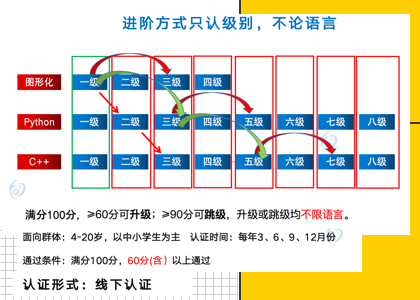 进阶方式只认级别，不论语言
图形化 一级 二级 三级 四级
Python 一级 二级 三级 四级 五级 六级 七级 八级
C++ 一级 二级 三级 四级 五级 六级 七级 八级
满分100分，≥60分可升级；≥90分可跳级，升级或跳级均不限语言。
面向群体：4-20岁，以中小学生为主 认证时间：每年3、6、9、12月份
通过条件：满分100分，60分(含）以上通过
认证形式：线下认证